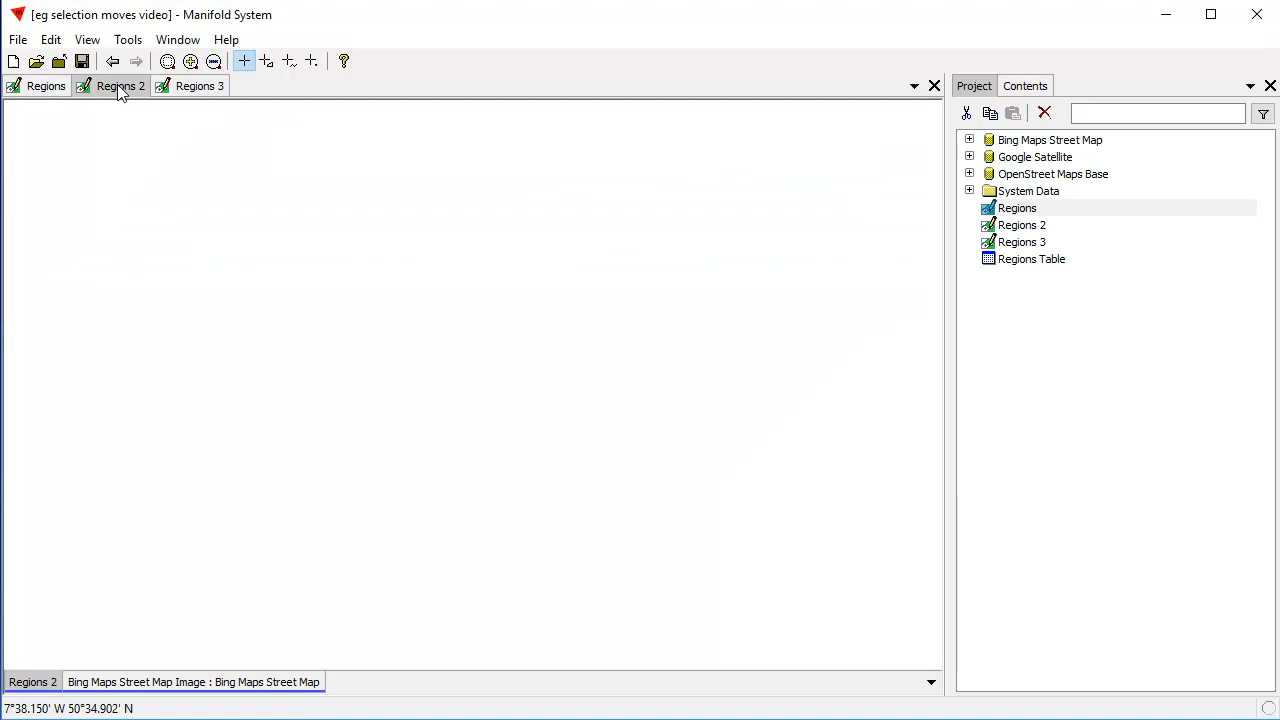 [eg selection moves video] - Manifold System
File Edit View Tools Window Help
Regions Regions 2 Regions 3
Project Contents
Bing Maps Street Map
Google Satellite
OpenStreet Maps Base
System Data
Regions
Regions 2
Regions 3
Regions Table
Regions 2 Bing Maps Street Map Image : Bing Maps Street Map
7°38.150' W 50°34.902' N